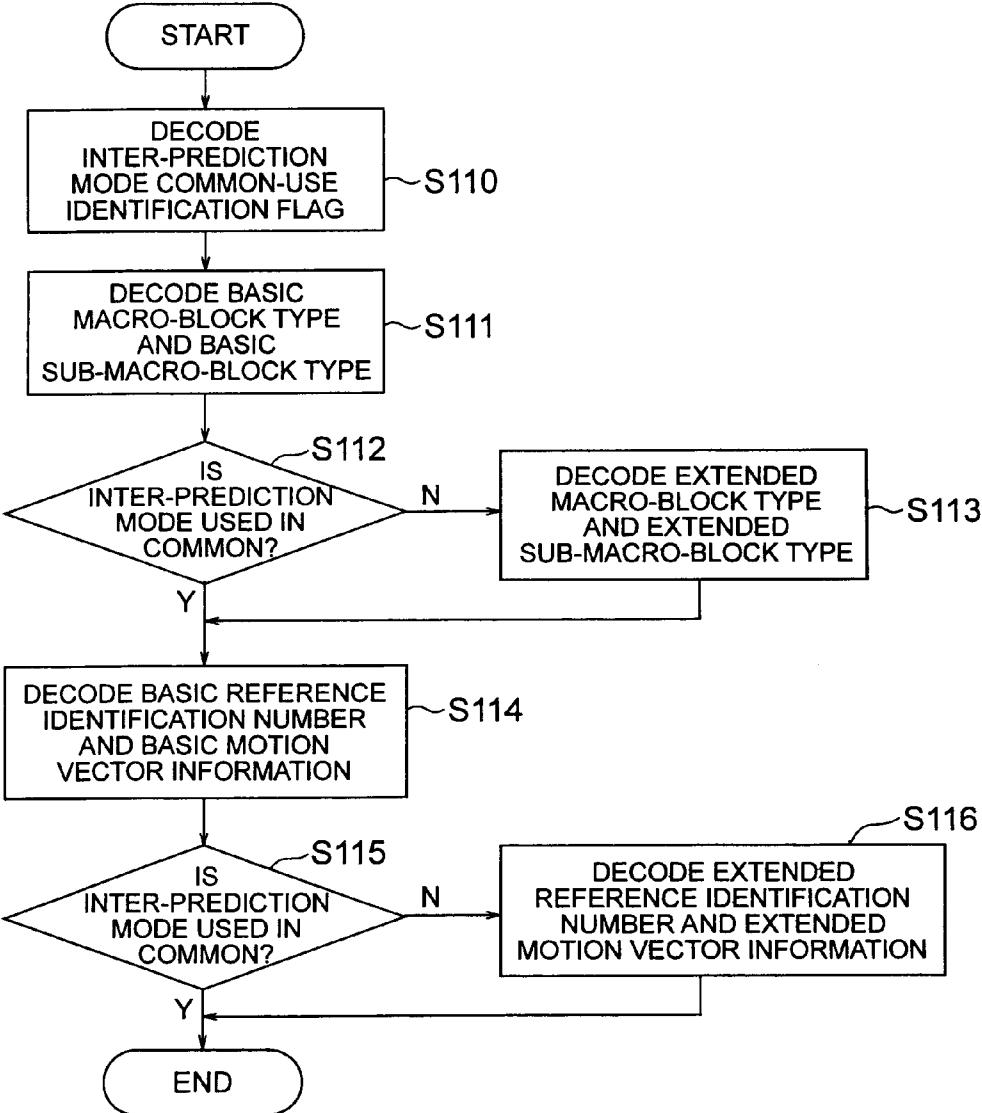 START
DECODE
INTER-PREDICTION
MODE COMMON-USE
IDENTIFICATION FLAG
S110
DECODE BASIC
MACRO-BLOCK TYPE
AND BASIC
SUB-MACRO-BLOCK TYPE
S111
S112
IS
INTER-PREDICTION
MODE USED IN
COMMON?
N
Y
DECODE EXTENDED
MACRO-BLOCK TYPE
AND EXTENDED
SUB-MACRO-BLOCK TYPE
S113
DECODE BASIC REFERENCE
IDENTIFICATION NUMBER
AND BASIC MOTION
VECTOR INFORMATION
S114
S115
IS
INTER-PREDICTION
MODE USED IN
COMMON?
N
Y
S116
DECODE EXTENDED
REFERENCE IDENTIFICATION
NUMBER AND EXTENDED
MOTION VECTOR INFORMATION
END